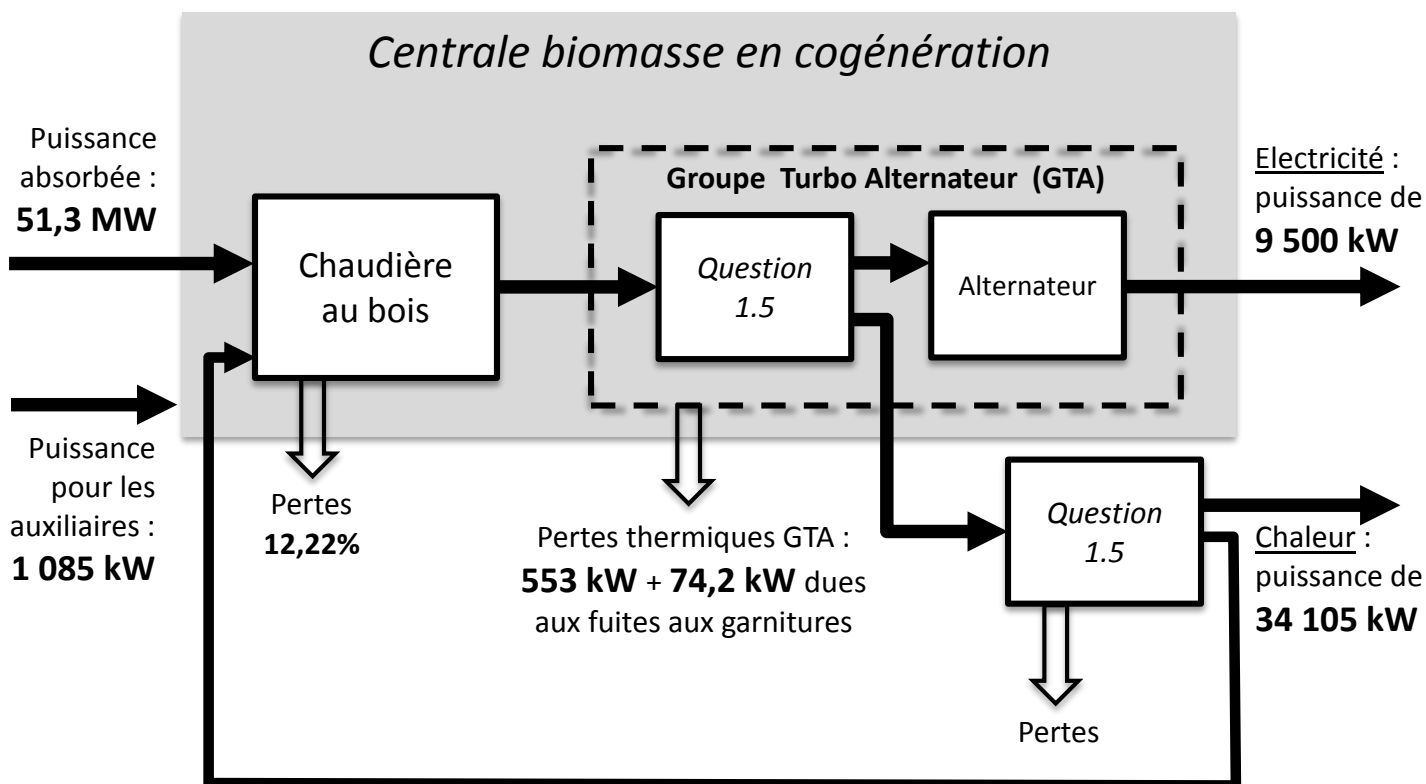 Centrale biomasse en cogénération
Puissance
absorbée :
51,3 MW
Groupe Turbo Alternateur (GTA)
Electricité :
puissance de
9 500 kW
Chaudière
au bois
Question
1.5
Alternateur
Puissance
pour les
auxiliaires :
1 085 kW
Pertes
12,22%
Pertes thermiques GTA :
553 kW + 74,2 kW dues
aux fuites aux garnitures
Question
1.5
Chaleur :
puissance de
34 105 kW
Pertes